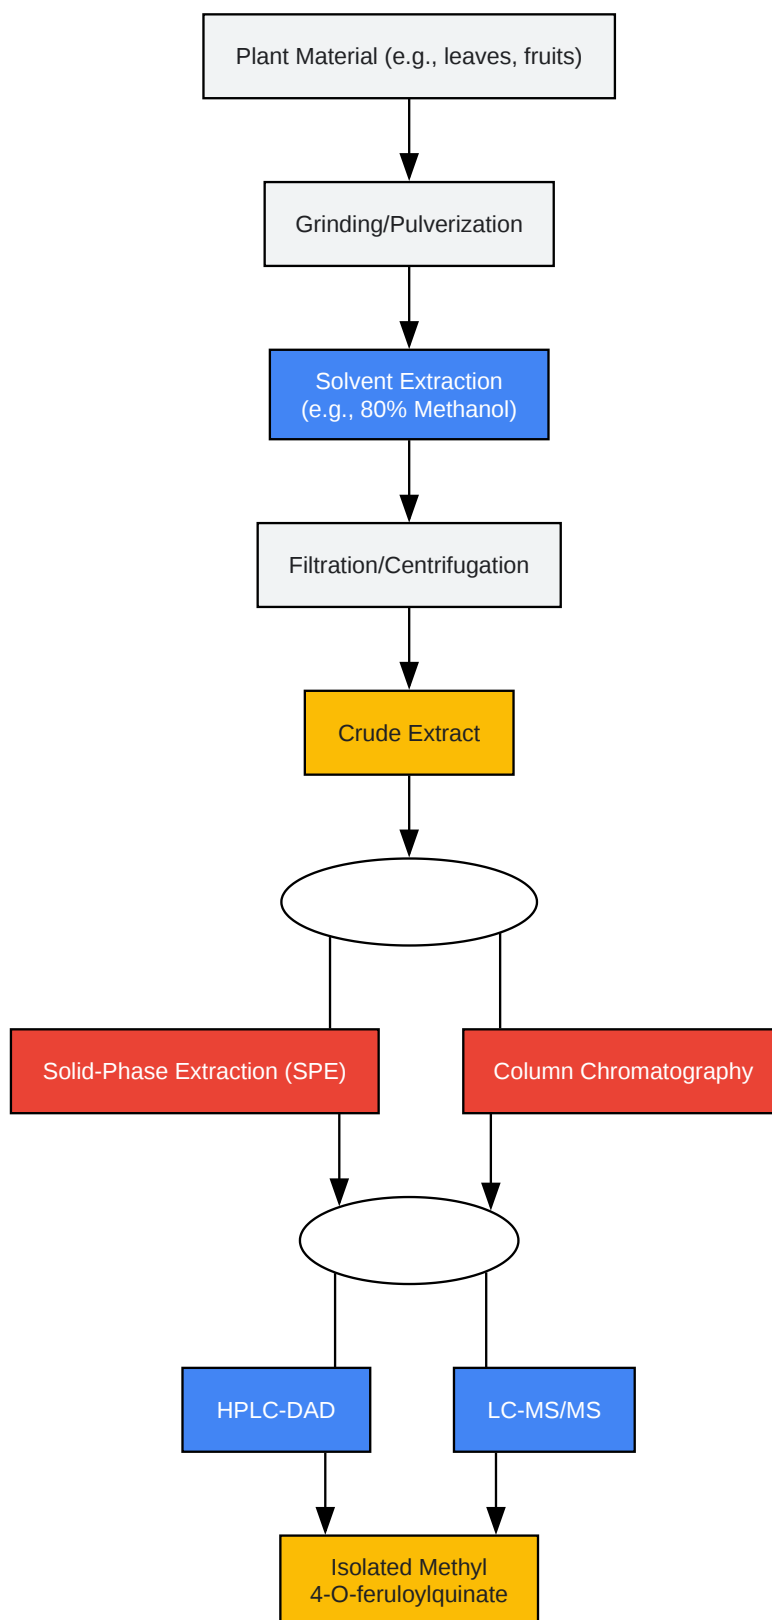 Plant Material (e.g., leaves, fruits)
Grinding/Pulverization
Solvent Extraction
(e.g., 80% Methanol)
Filtration/Centrifugation
Crude Extract
Solid-Phase Extraction (SPE)
Column Chromatography
HPLC-DAD
LC-MS/MS
Isolated Methyl
4-O-feruloylquinate